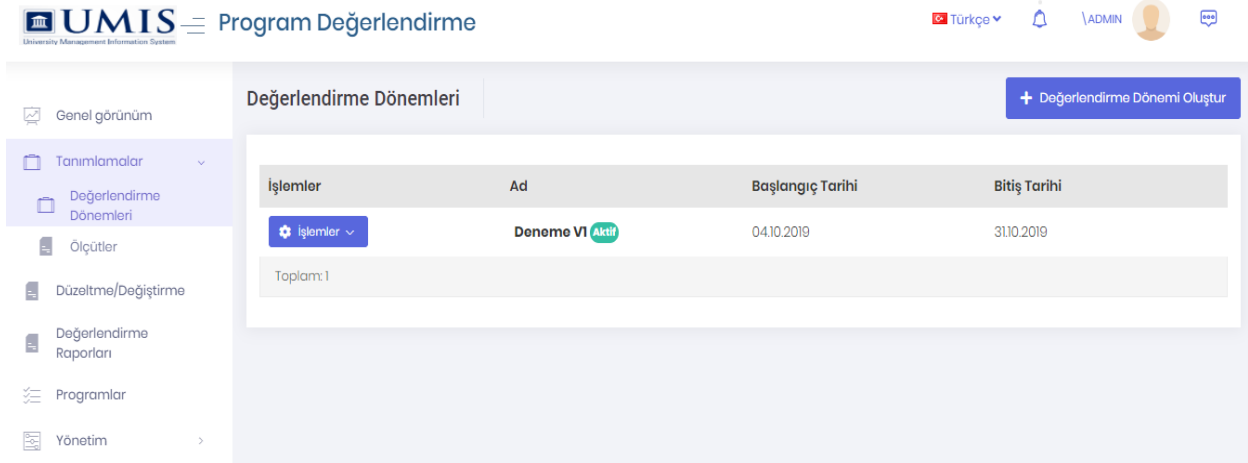 UMIS
University Management Information System
Program Değerlendirme
Türkçe
\ADMIN
Genel görünüm
Tanımlamalar
Değerlendirme
Dönemleri
Ölçütler
Düzeltme/Değiştirme
Değerlendirme
Raporları
Programlar
Yönetim
Değerlendirme Dönemleri
+ Değerlendirme Dönemi Oluştur
İşlemler Ad Başlangıç Tarihi Bitiş Tarihi
İşlemler Deneme V1 Aktif 04.10.2019 31.10.2019
Toplam: 1